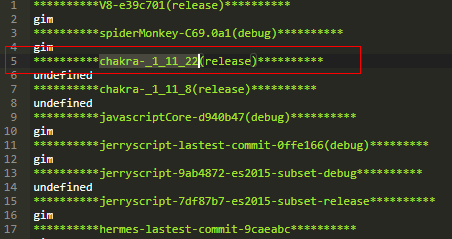 1 **********V8-e39c701(release)**********
2 gim
3 **********spiderMonkey-C69.0a1(debug)**********
4 gim
5 **********chakra-_1_11_22(release)**********
6 undefined
7 **********chakra-_1_11_8(release)**********
8 undefined
9 **********javascriptCore-d940b47(debug)**********
10 gim
11 **********jerryscript-lastest-commit-0ffe166(debug)**********
12 gim
13 **********jerryscript-9ab4872-es2015-subset-debug**********
14 undefined
15 **********jerryscript-7df87b7-es2015-subset-release**********
16 gim
17 **********hermes-lastest-commit-9caeabc**********